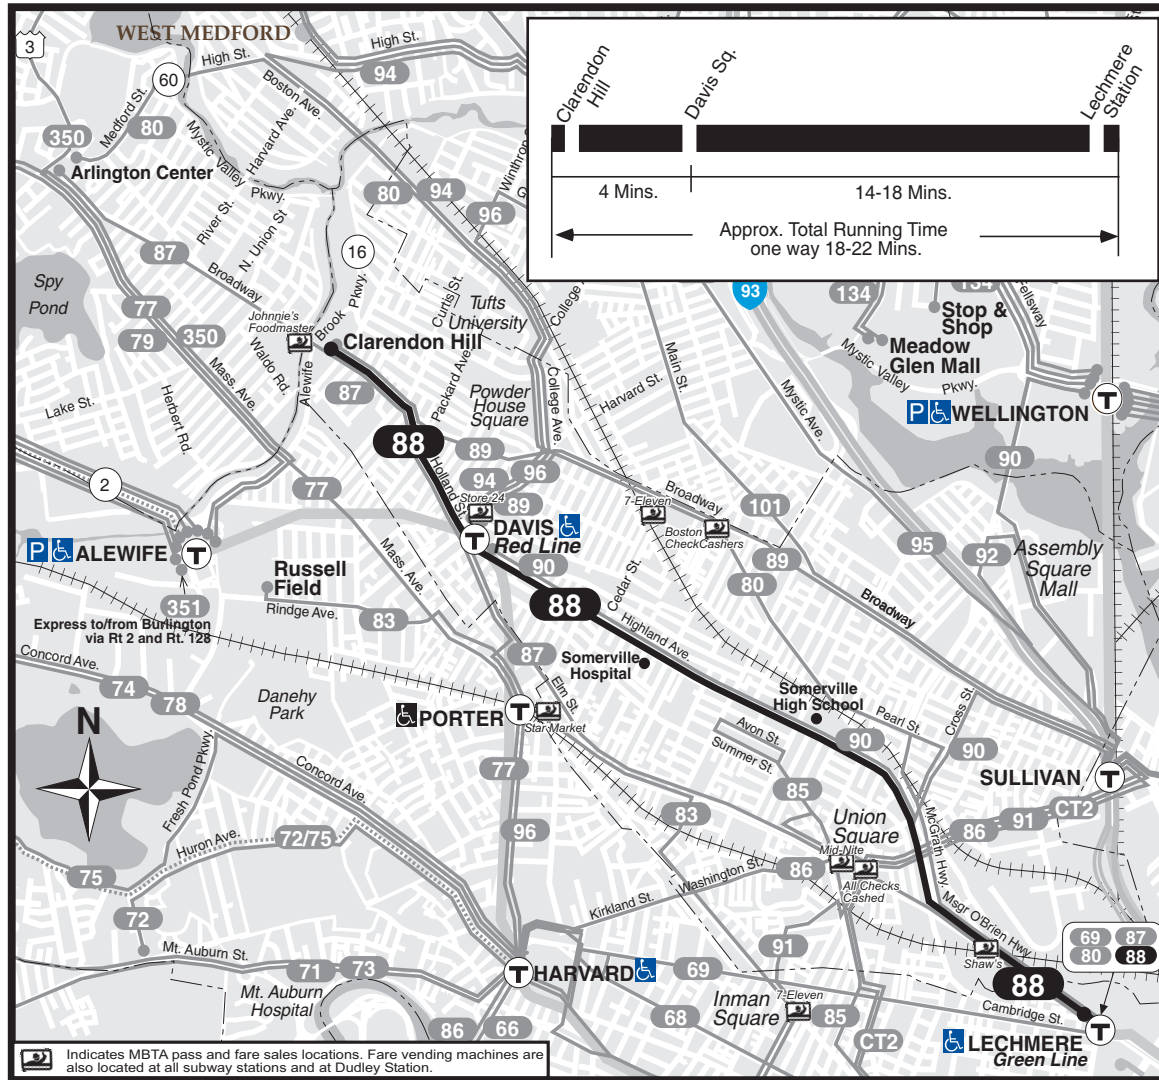 WEST MEDFORD
3
High St.
High St.
94
60
Boston Ave.
Medford St.
350
80
Mystic Valley
Pkwy.
Harvard Ave.
Arlington Center
River St.
N. Union St
80
94
96
Winthrop
87
Broadway
16
Spy
Pond
77
79
350
Johnnie's
Foodmaster
Alewife
Brook
Pkwy.
Curtis St.
Tufts
University
College
Clarendon Hill
Waldo Rd.
Mass. Ave.
Herbert Rd.
Lake St.
87
Packard Ave.
Powder
House
Square
College Ave.
Harvard St.
Main St.
Mystic Ave.
93
134
134
Fellsway
Stop &
Shop
Meadow
Glen Mall
Mystic Valley
Pkwy.
P
WELLINGTON
T
Clarendon
Hill
Davis Sq.
Lechmere
Station
4 Mins.
14-18 Mins.
Approx. Total Running Time
one way 18-22 Mins.
88
Holland St.
89
94
96
Store 24
89
2
77
90
7-Eleven
Broadway
Boston
CheckCashers
101
T
DAVIS
Red Line
90
P
ALEWIFE
T
Mass. Ave.
Russell
Field
351
Rindge Ave.
Express to/from Burlington
via Rt 2 and Rt. 128
83
88
Cedar St.
Highland Ave.
80
89
95
92
Assembly
Square
Mall
Broadway
Concord Ave.
74
78
Danehy
Park
87
Elm St.
Somerville
Hospital
Somerville
High School
PORTER
T
Star Market
Avon St.
Summer St.
90
Pearl St.
Cross St.
90
N
Fresh Pond Pkwy.
Concord Ave.
77
85
SULLIVAN
T
83
Union
Square
McGrath Hwy.
86
91
CT2
Huron Ave.
72/75
96
Mid-Nite
86
All Checks
Cashed
75
Washington St.
Kirkland St.
Msgr O'Brien Hwy
72
Mt. Auburn St.
71
73
T
HARVARD
69
91
Shaw's
69
87
80
88
Mt. Auburn
Hospital
Inman
Square
7-Eleven
85
88
Cambridge St.
86
66
68
CT2
LECHMERE
Green Line
T
Indicates MBTA pass and fare sales locations. Fare vending machines are
also located at all subway stations and at Dudley Station.